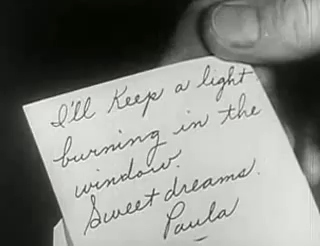 I'll Keep a light
burning in the
window.
Sweet dreams.
Paula